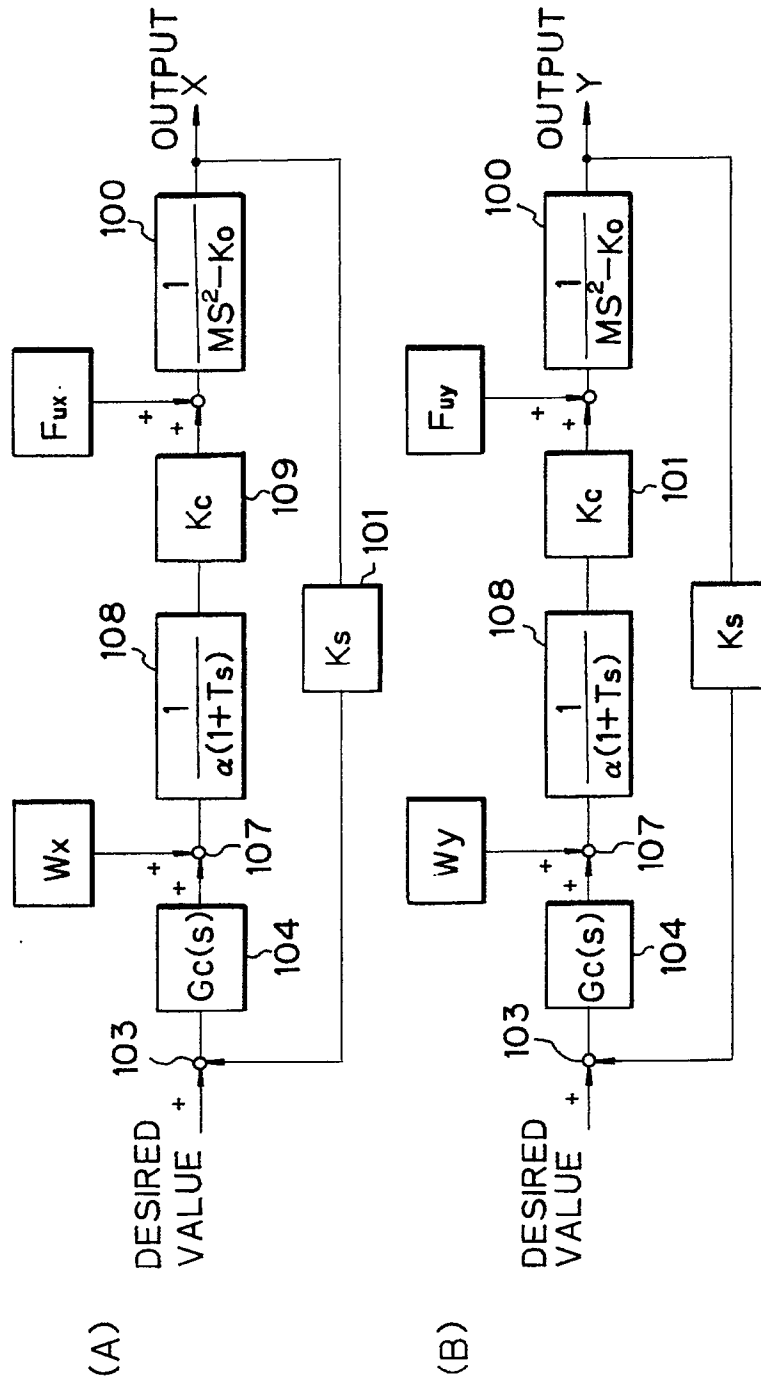 (A)
DESIRED
VALUE
+
103
Gc(s)
104
+
+
107
Wx
108
1
α(1+Ts)
Kc
109
+
+
Fux
100
1
MS²−Ko
OUTPUT
X
Ks
101
(B)
DESIRED
VALUE
+
103
Gc(s)
104
+
+
107
Wy
108
1
α(1+Ts)
Kc
101
+
+
Fuy
100
1
MS²−Ko
OUTPUT
Y
Ks